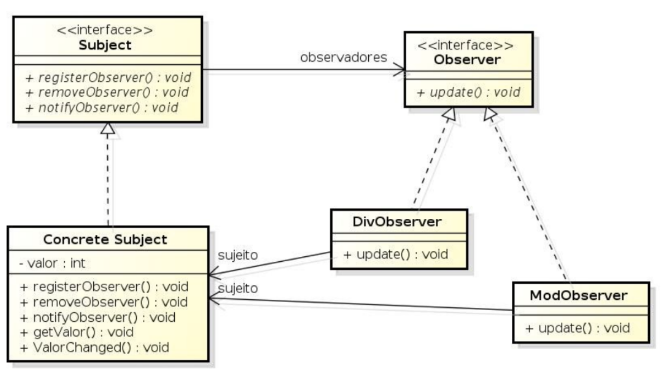 <<interface>>
Subject
+ registerObserver() : void
+ removeObserver() : void
+ notifyObserver() : void
observadores
<<interface>>
Observer
+ update() : void
Concrete Subject
- valor : int
+ registerObserver() : void
+ removeObserver() : void
+ notifyObserver() : void
+ getValor() : void
+ ValorChanged() : void
sujeito
sujeito
DivObserver
+ update() : void
ModObserver
+ update() : void